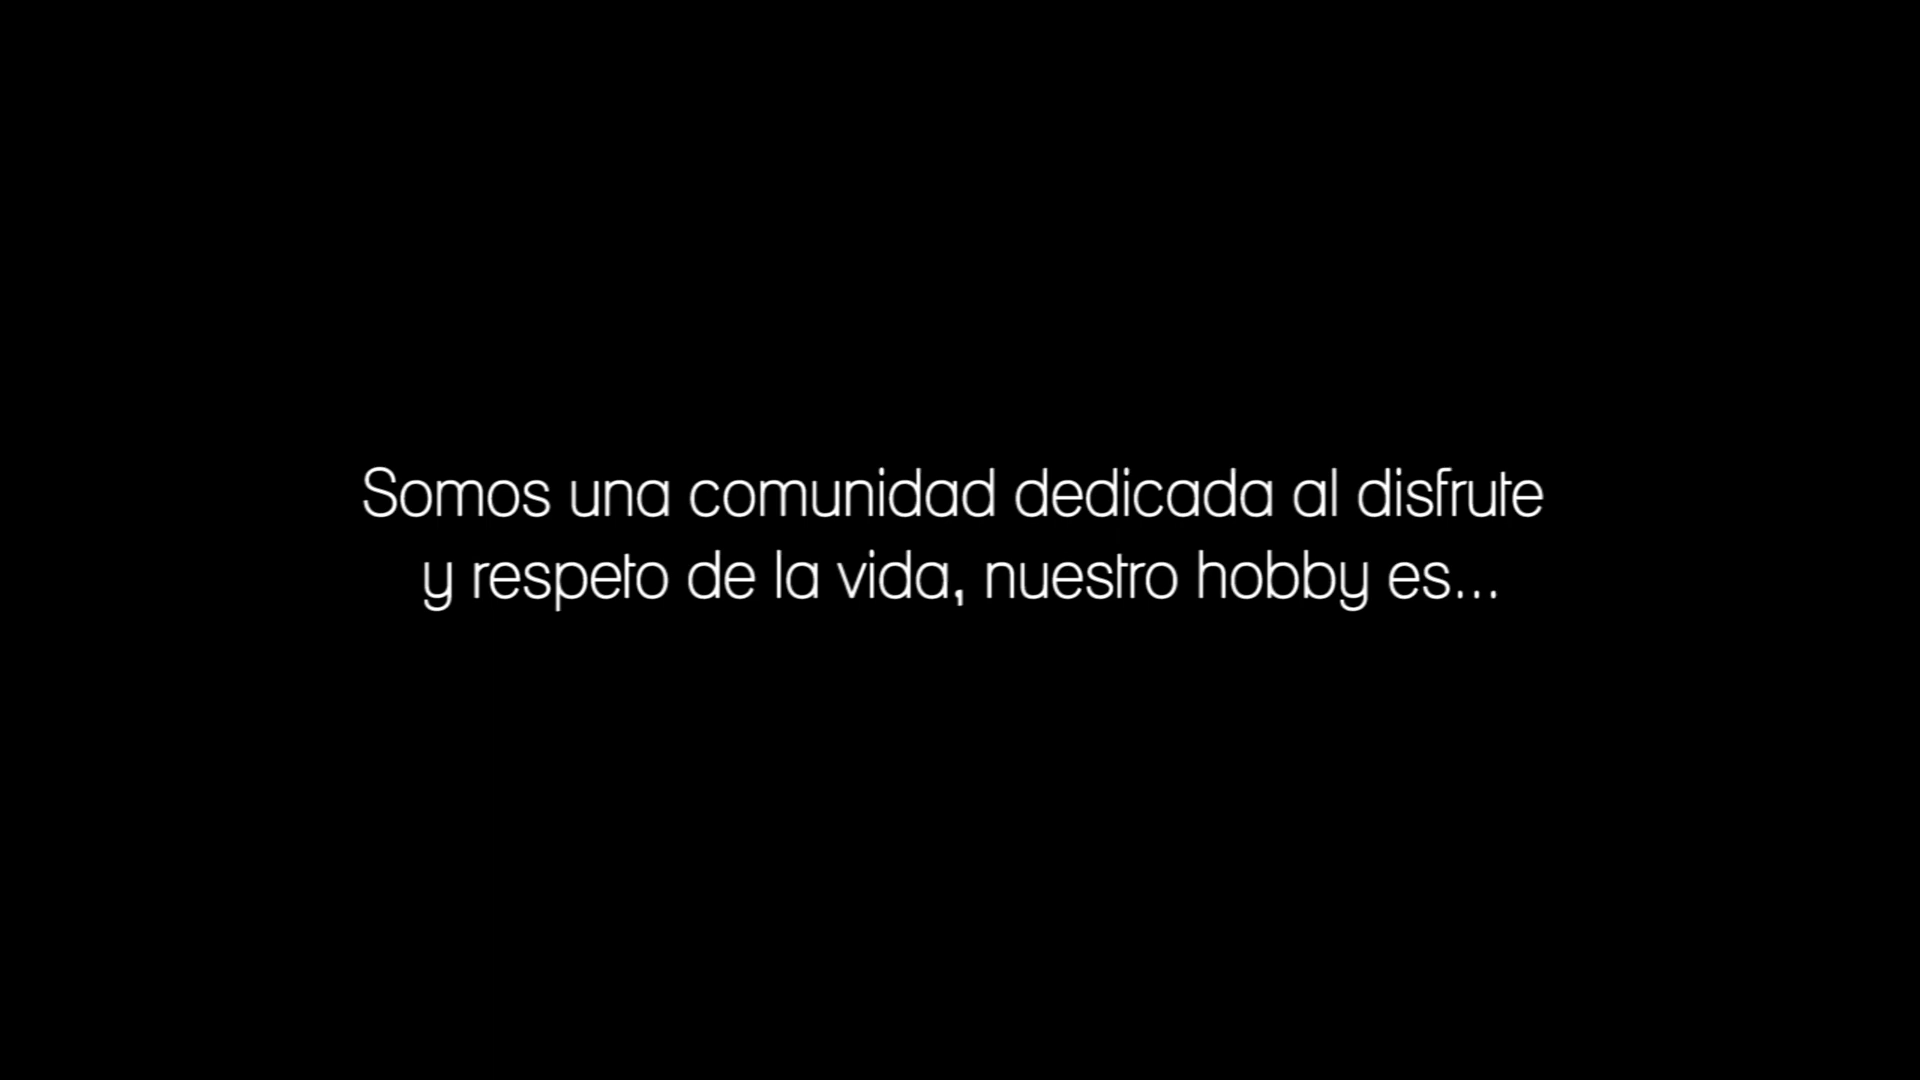 Somos una comunidad dedicada al disfrute
y respeto de la vida, nuestro hobby es...